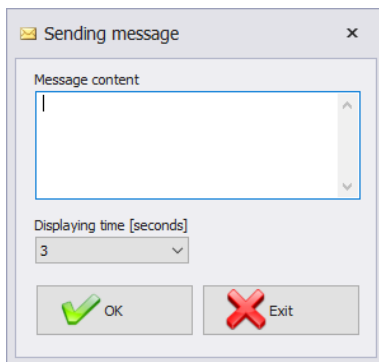 Sending message
Message content
Displaying time [seconds]
3
OK
Exit